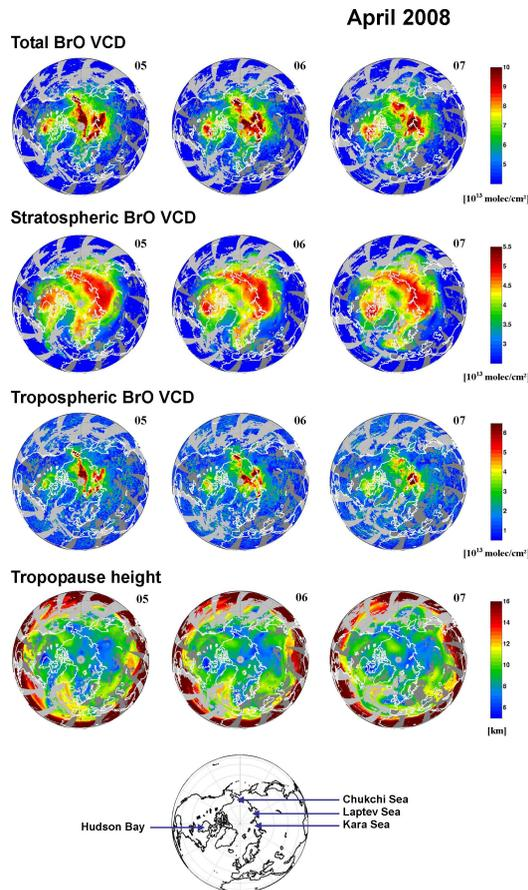 April 2008
Total BrO VCD
05 06 07
10
9
8
7
6
5
[10¹³ molec/cm²]
Stratospheric BrO VCD
05 06 07
5.5
5
4.5
4
3.5
3
[10¹³ molec/cm²]
Tropospheric BrO VCD
05 06 07
6
5
4
3
2
1
[10¹³ molec/cm²]
Tropopause height
05 06 07
16
14
12
10
8
6
[km]
Chukchi Sea
Laptev Sea
Hudson Bay Kara Sea